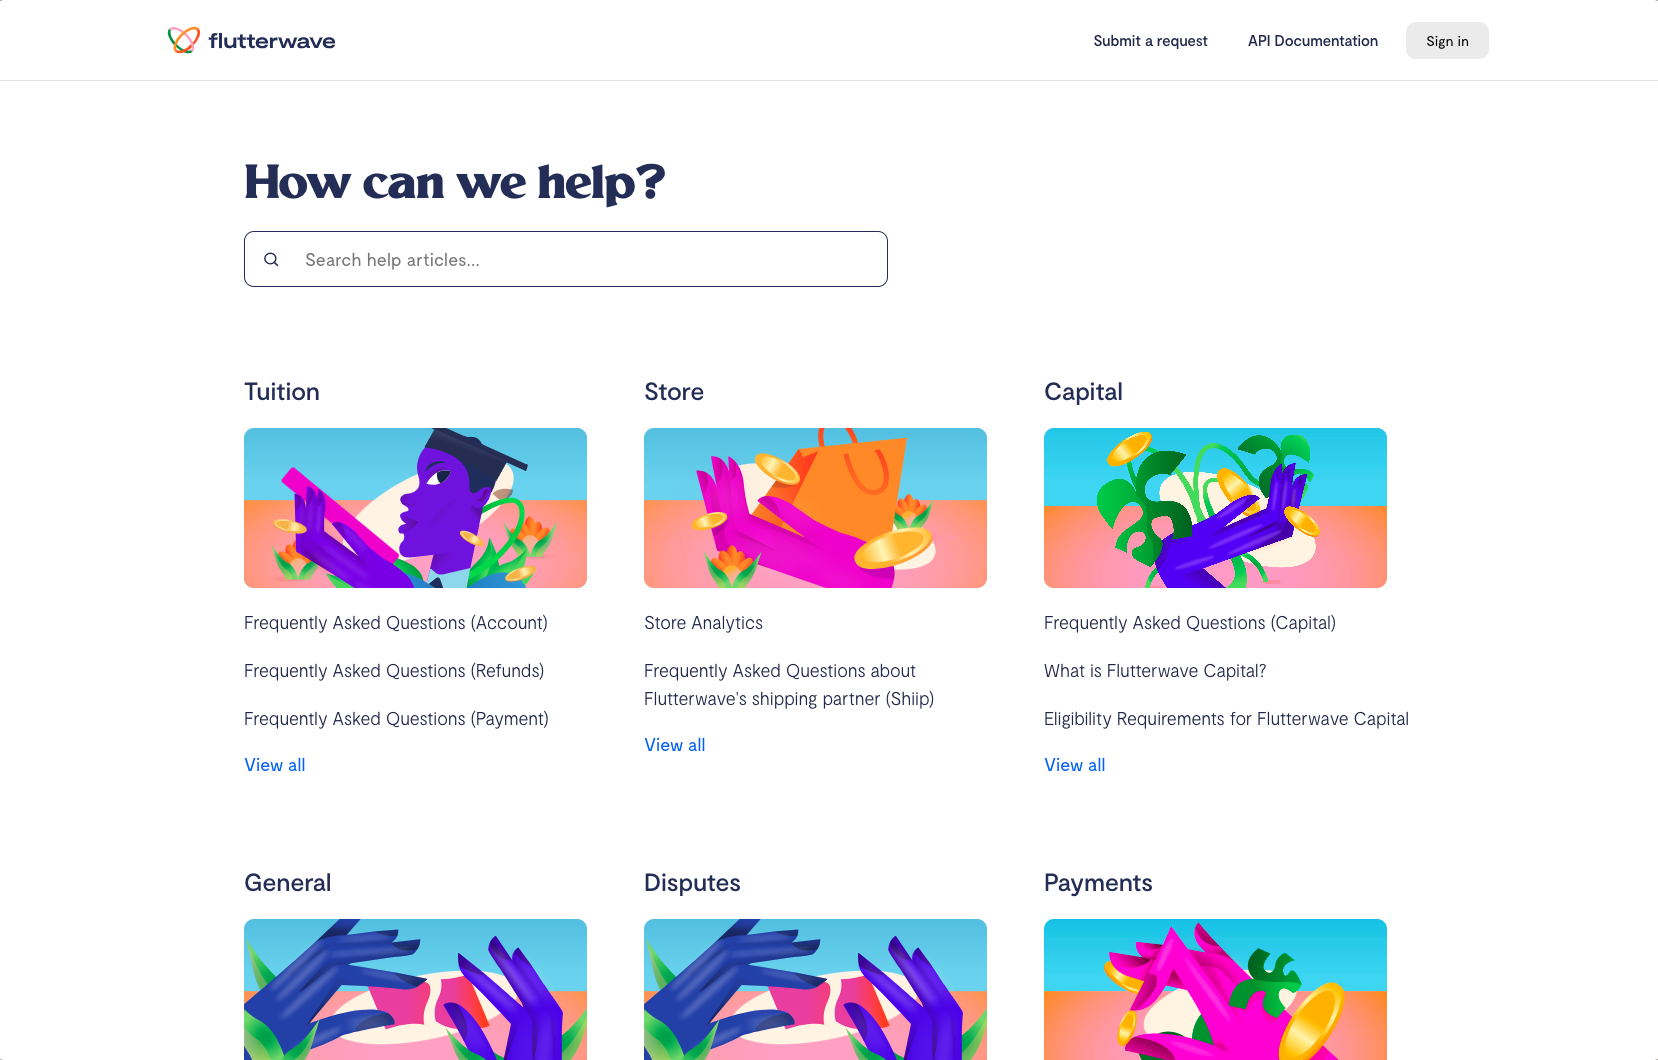 flutterwave
Submit a request
API Documentation
Sign in
How can we help?
Search help articles...
Tuition
Frequently Asked Questions (Account)
Frequently Asked Questions (Refunds)
Frequently Asked Questions (Payment)
View all
Store
Store Analytics
Frequently Asked Questions about
Flutterwave's shipping partner (Shiip)
View all
Capital
Frequently Asked Questions (Capital)
What is Flutterwave Capital?
Eligibility Requirements for Flutterwave Capital
View all
General
Disputes
Payments